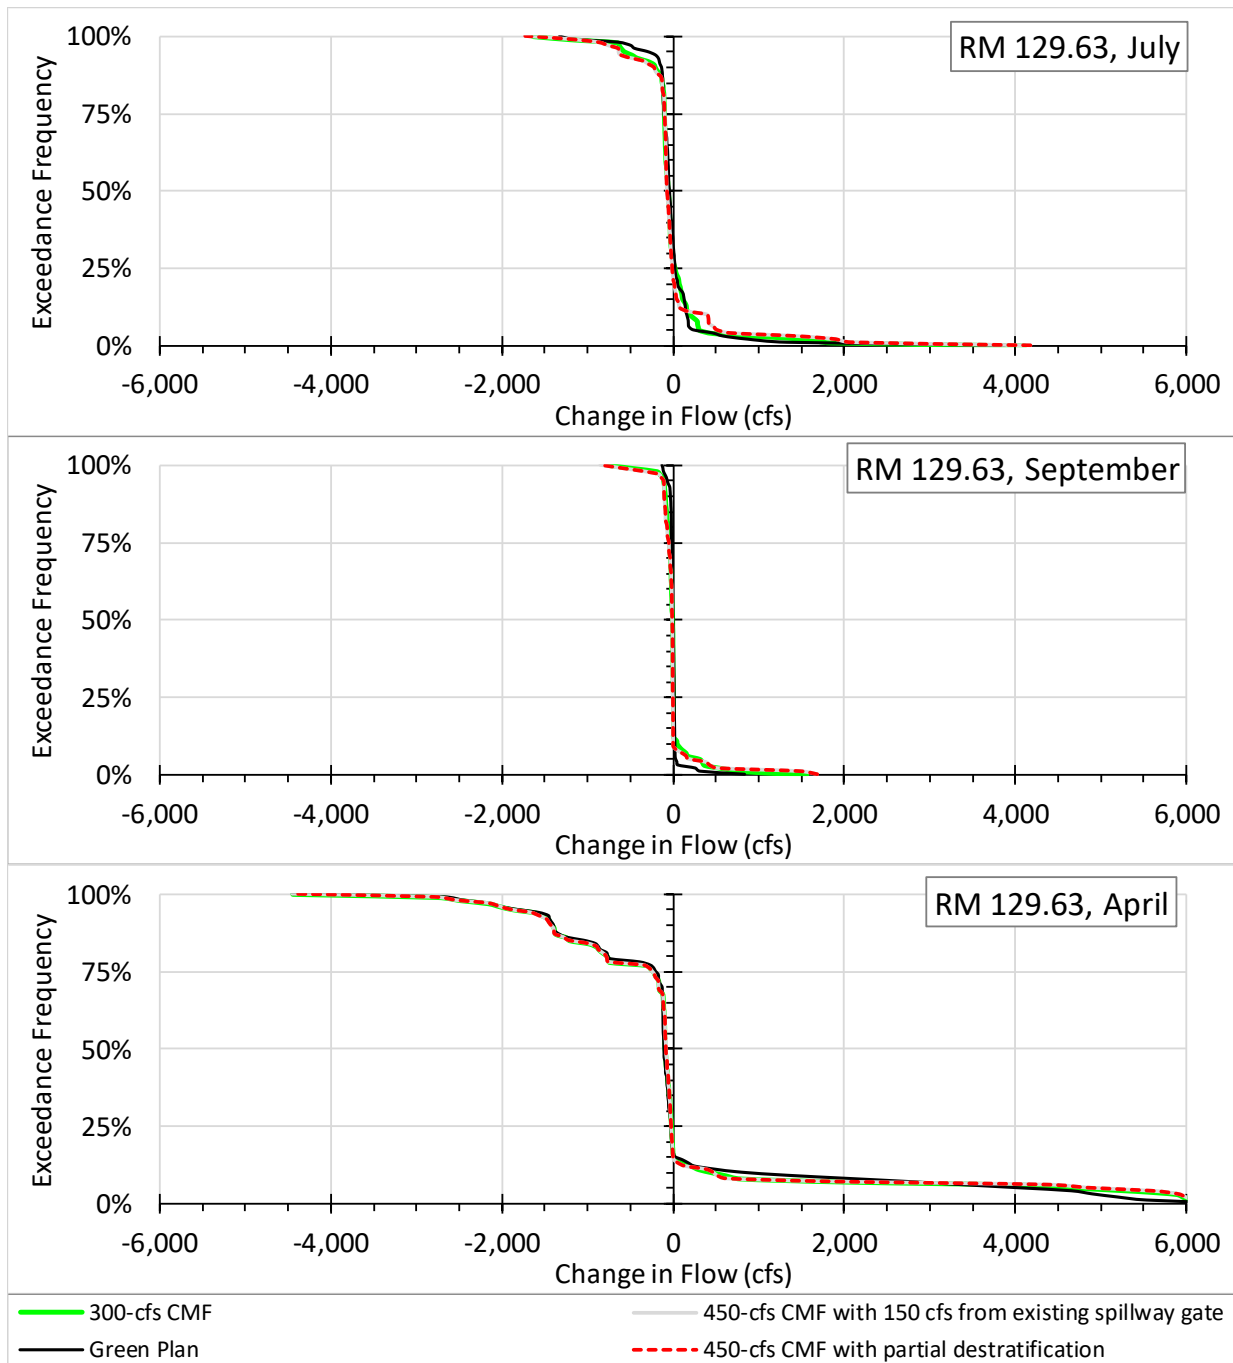 RM 129.63, July
Exceedance Frequency
100%
75%
50%
25%
0%
-6,000 -4,000 -2,000 0 2,000 4,000 6,000
Change in Flow (cfs)
RM 129.63, September
Exceedance Frequency
100%
75%
50%
25%
0%
-6,000 -4,000 -2,000 0 2,000 4,000 6,000
Change in Flow (cfs)
RM 129.63, April
Exceedance Frequency
100%
75%
50%
25%
0%
-6,000 -4,000 -2,000 0 2,000 4,000 6,000
Change in Flow (cfs)
300-cfs CMF 450-cfs CMF with 150 cfs from existing spillway gate
Green Plan 450-cfs CMF with partial destratification